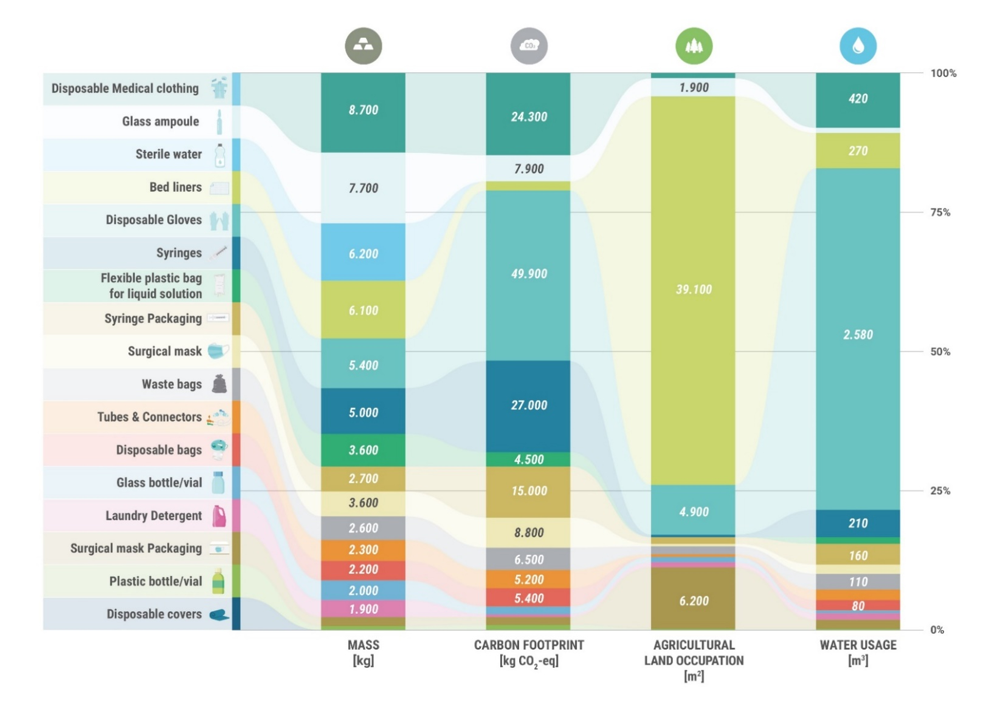 CO₂
100%
Disposable Medical clothing
Glass ampoule
Sterile water
Bed liners
Disposable Gloves
Syringes
Flexible plastic bag
for liquid solution
Syringe Packaging
Surgical mask
Waste bags
Tubes & Connectors
Disposable bags
Glass bottle/vial
Laundry Detergent
Surgical mask Packaging
Plastic bottle/vial
Disposable covers
8.700
7.700
6.200
6.100
5.400
5.000
3.600
2.700
3.600
2.600
2.300
2.200
2.000
1.900
MASS
[kg]
24.300
7.900
49.900
27.000
4.500
15.000
8.800
6.500
5.200
5.400
CARBON FOOTPRINT
[kg CO₂-eq]
1.900
39.100
4.900
6.200
AGRICULTURAL
LAND OCCUPATION
[m²]
420
270
2.580
210
160
110
80
WATER USAGE
[m³]
75%
50%
25%
0%